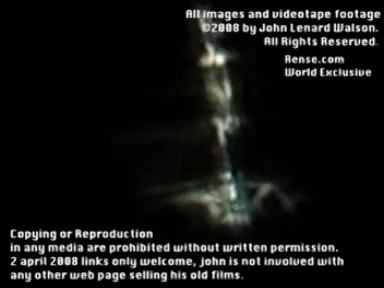 All images and videotape footage
©2008 by John Lenard Walson.
All Rights Reserved.
Rense.com
World Exclusive
Copying or Reproduction
in any media are prohibited without written permission.
2 april 2008 links only welcome, john is not involved with
any other web page selling his old films.